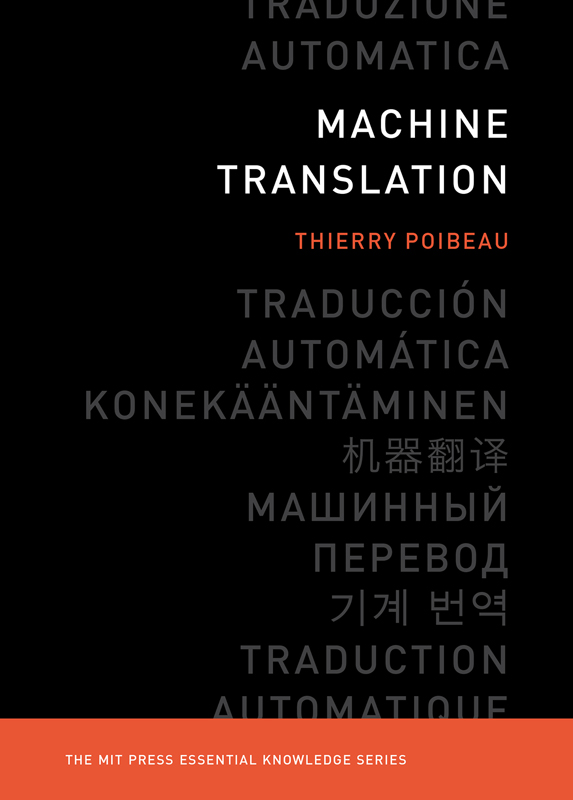 TRADUZIONE
AUTOMATICA
MACHINE
TRANSLATION
THIERRY POIBEAU
TRADUCCIÓN
AUTOMÁTICA
KONEKÄÄNTÄMINEN
机器翻译
МАШИННЫЙ
ПЕРЕВОД
기계 번역
TRADUCTION
AUTOMATIQUE
THE MIT PRESS ESSENTIAL KNOWLEDGE SERIES